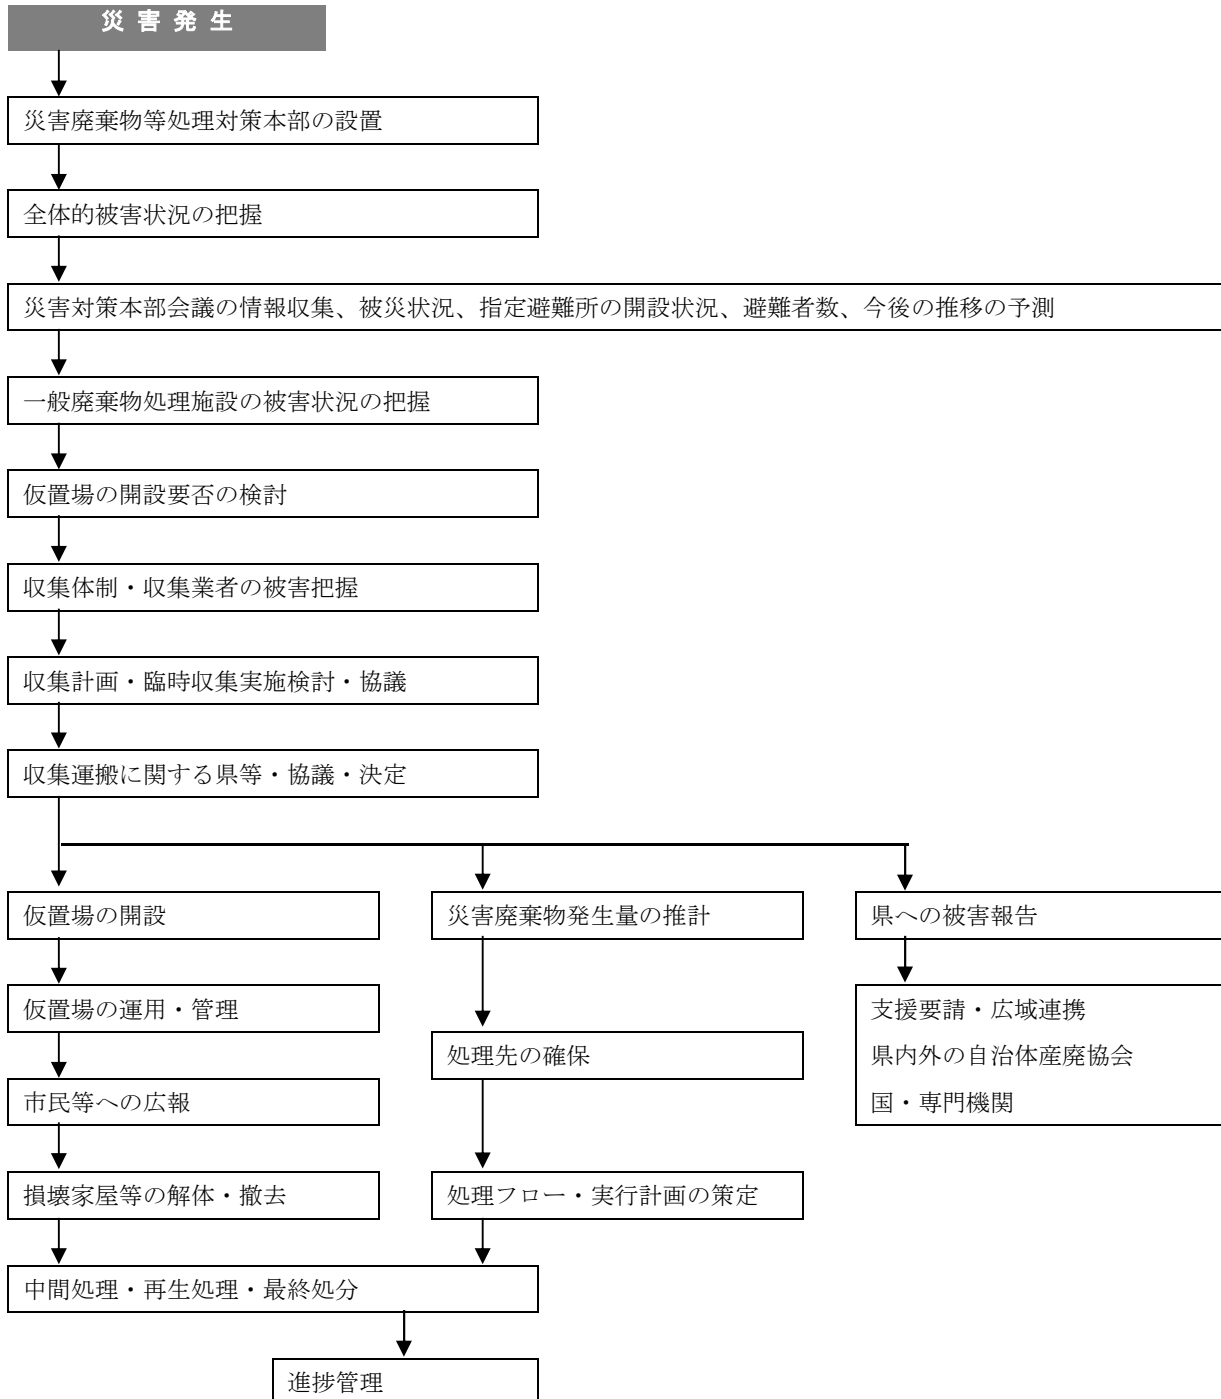 災害発生
災害廃棄物等処理対策本部の設置
全体的被害状況の把握
災害対策本部会議の情報収集、被災状況、指定避難所の開設状況、避難者数、今後の推移の予測
一般廃棄物処理施設の被害状況の把握
仮置場の開設要否の検討
収集体制・収集業者の被害把握
収集計画・臨時収集実施検討・協議
収集運搬に関する県等・協議・決定
仮置場の開設
仮置場の運用・管理
市民等への広報
損壊家屋等の解体・撤去
災害廃棄物発生量の推計
処理先の確保
処理フロー・実行計画の策定
県への被害報告
支援要請・広域連携
県内外の自治体産廃協会
国・専門機関
中間処理・再生処理・最終処分
進捗管理